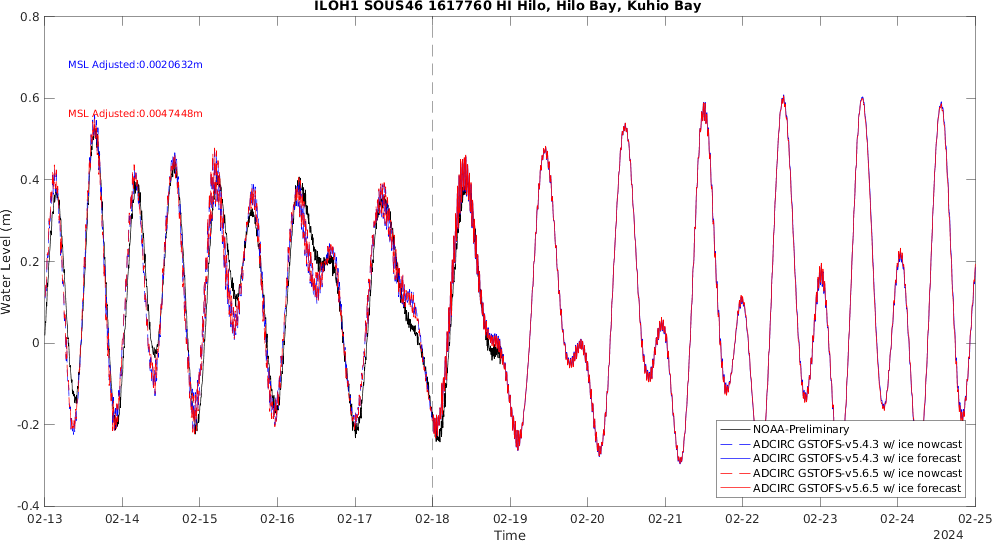 ILOH1 SOUS46 1617760 HI Hilo, Hilo Bay, Kuhio Bay
0.8
MSL Adjusted:0.0020632m
0.6
MSL Adjusted:0.0047448m
0.4
0.2
0
-0.2
-0.4
Water Level (m)
NOAA-Preliminary
ADCIRC GSTOFS-v5.4.3 w/ ice nowcast
ADCIRC GSTOFS-v5.4.3 w/ ice forecast
ADCIRC GSTOFS-v5.6.5 w/ ice nowcast
ADCIRC GSTOFS-v5.6.5 w/ ice forecast
02-13 02-14 02-15 02-16 02-17 02-18 02-19 02-20 02-21 02-22 02-23 02-24 02-25
Time
2024